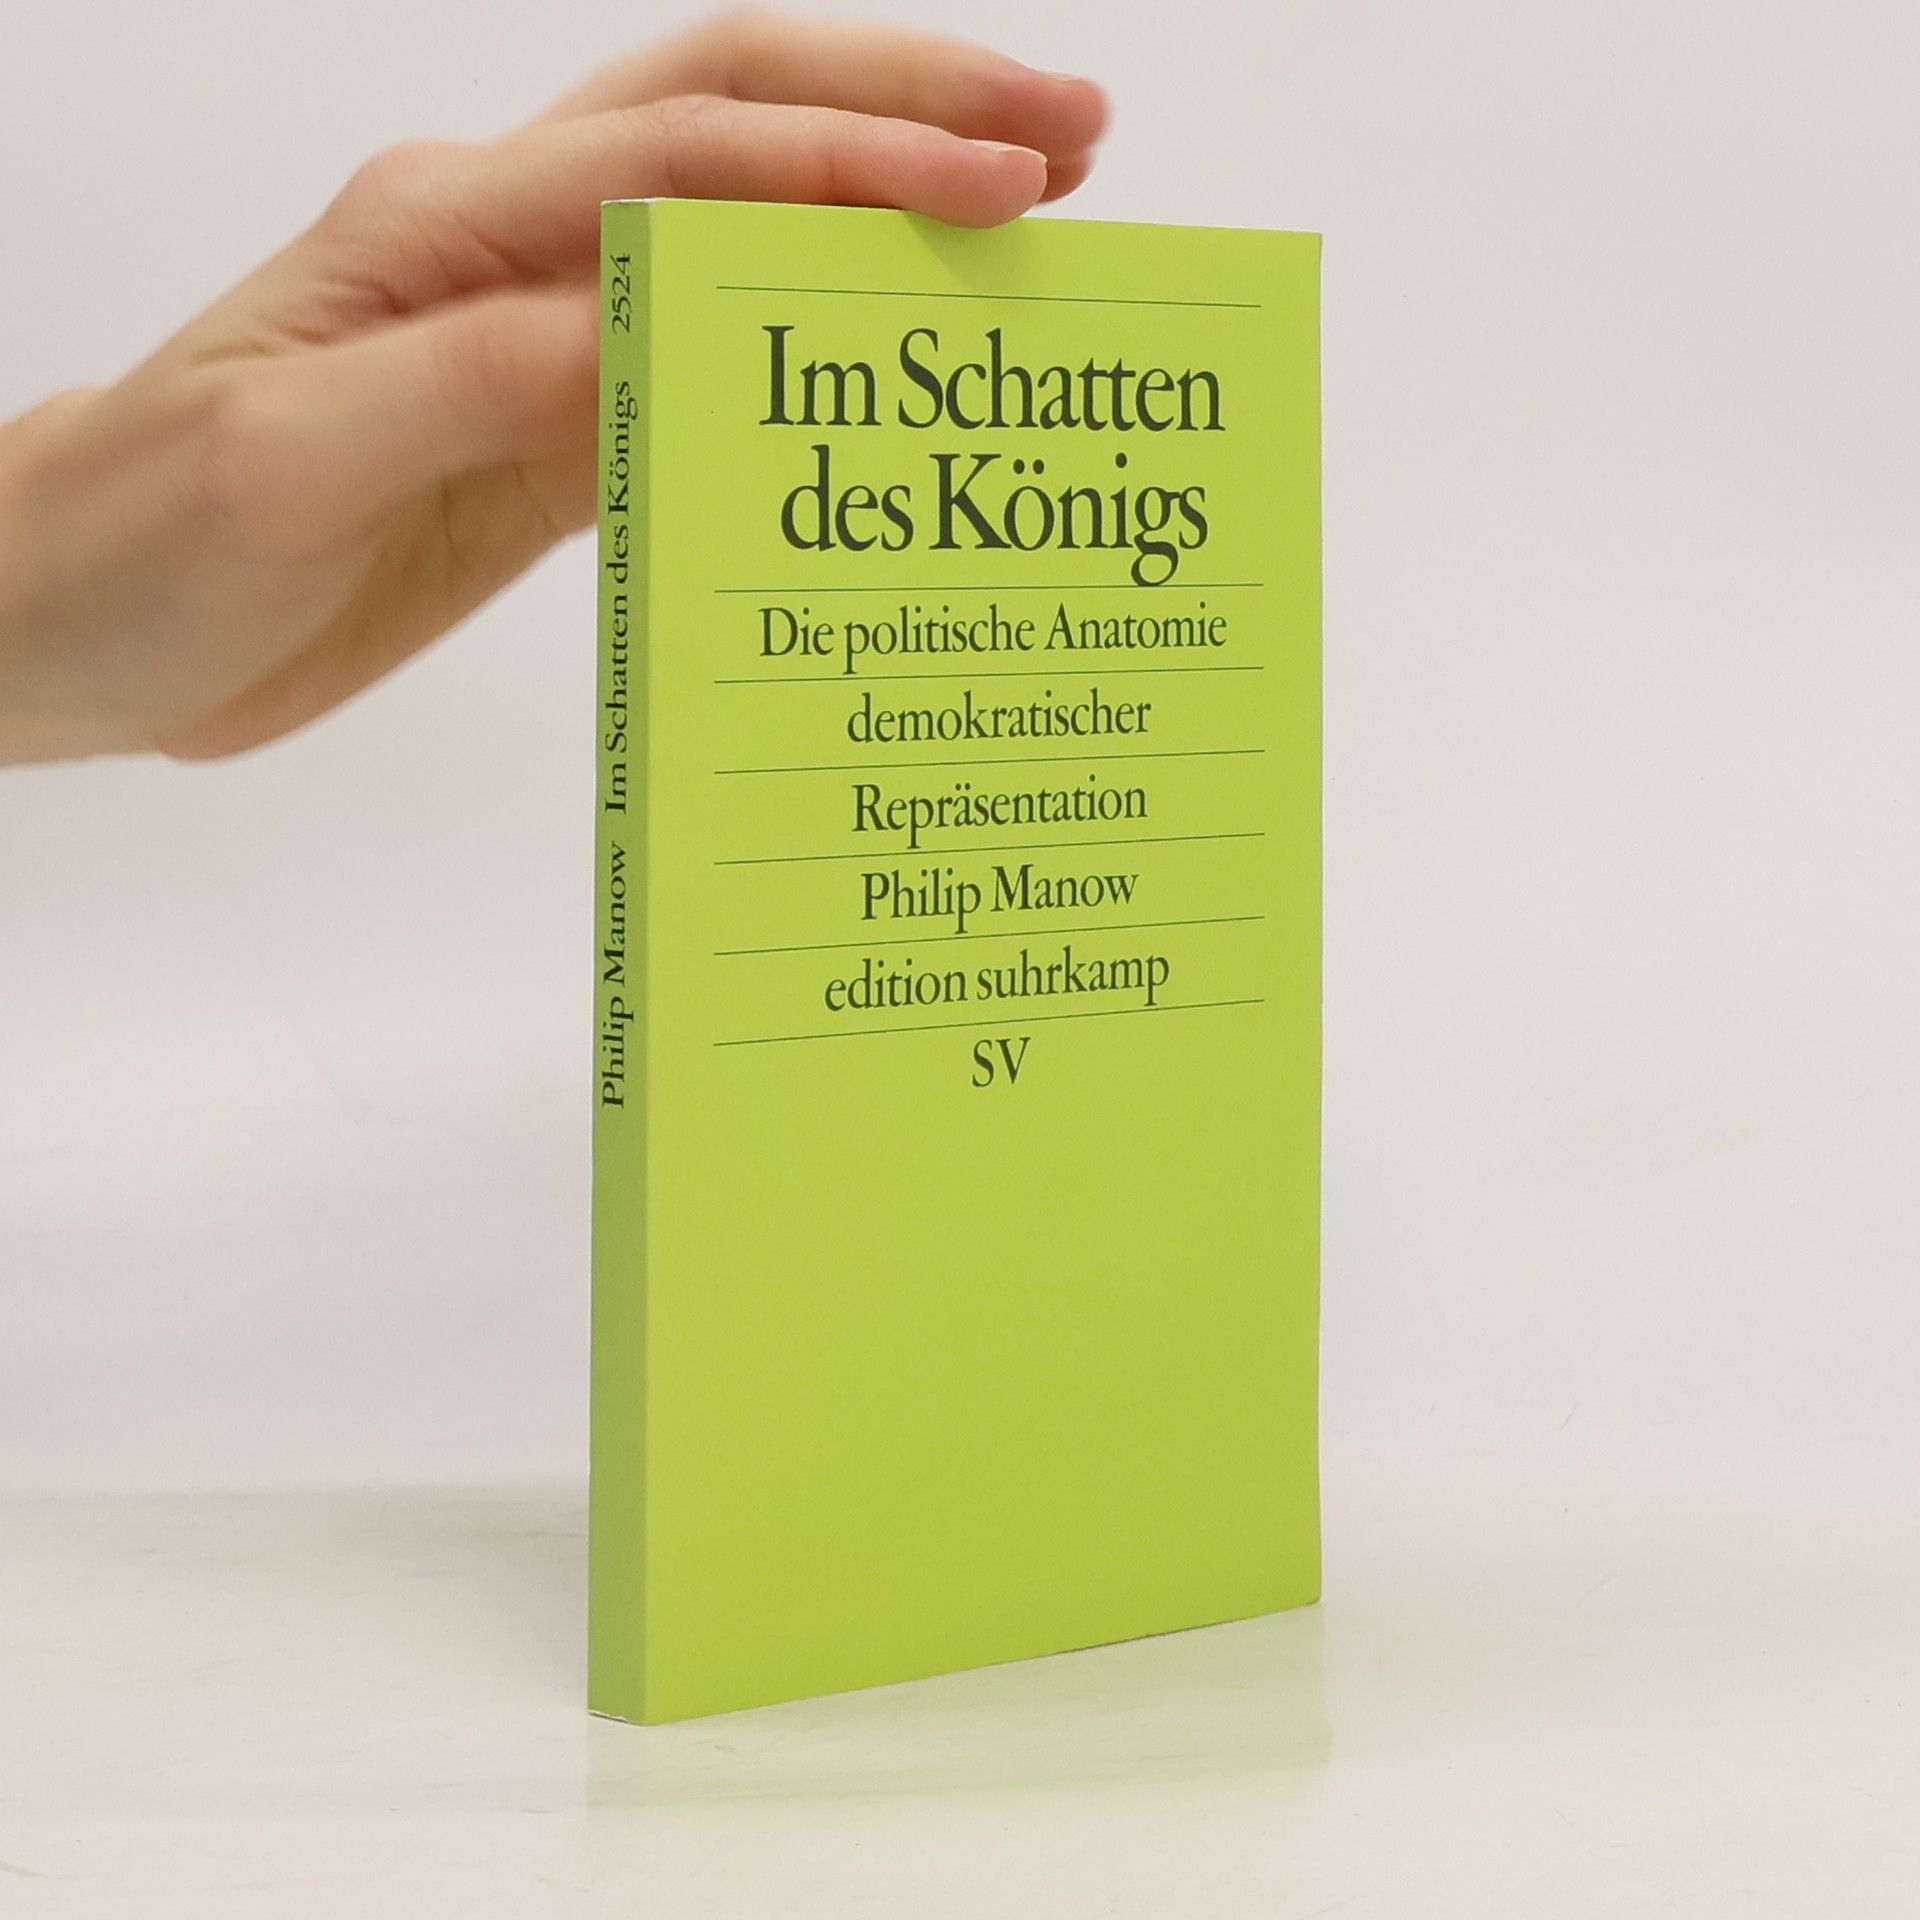 Im Schatten
des Königs
Die politische Anatomie
demokratischer
Repräsentation
Philip Manow
edition suhrkamp
SV
Philip Manow Im Schatten des Königs 2524